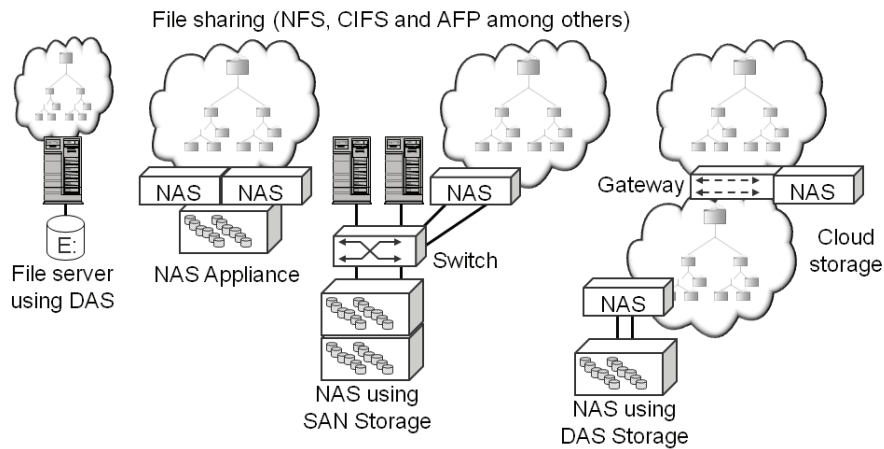 File sharing (NFS, CIFS and AFP among others)
NAS
NAS
NAS
Gateway
NAS
E:
File server
using DAS
NAS Appliance
Switch
Cloud
storage
NAS
NAS using
SAN Storage
NAS using
DAS Storage